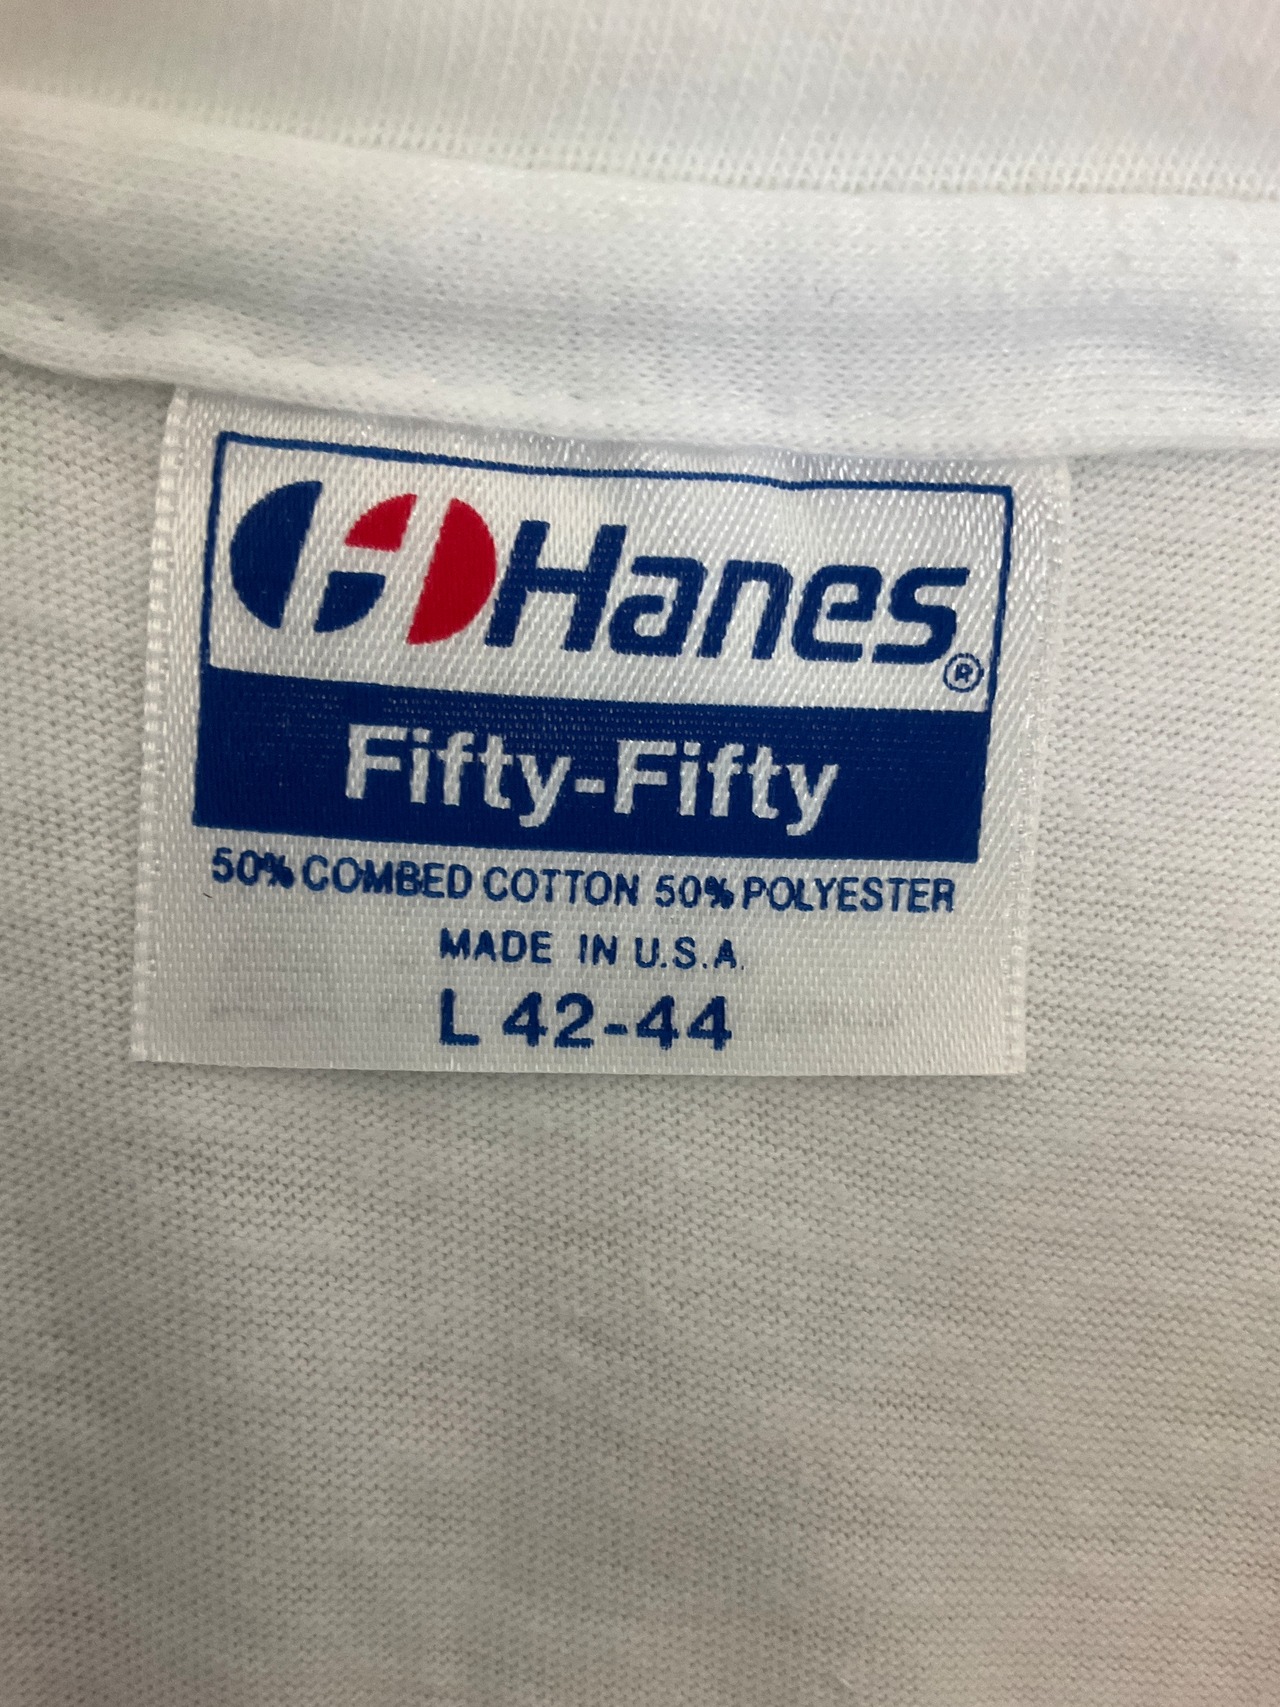 Hanes®
Fifty-Fifty
50% COMBED COTTON 50% POLYESTER
MADE IN U.S.A.
L 42-44